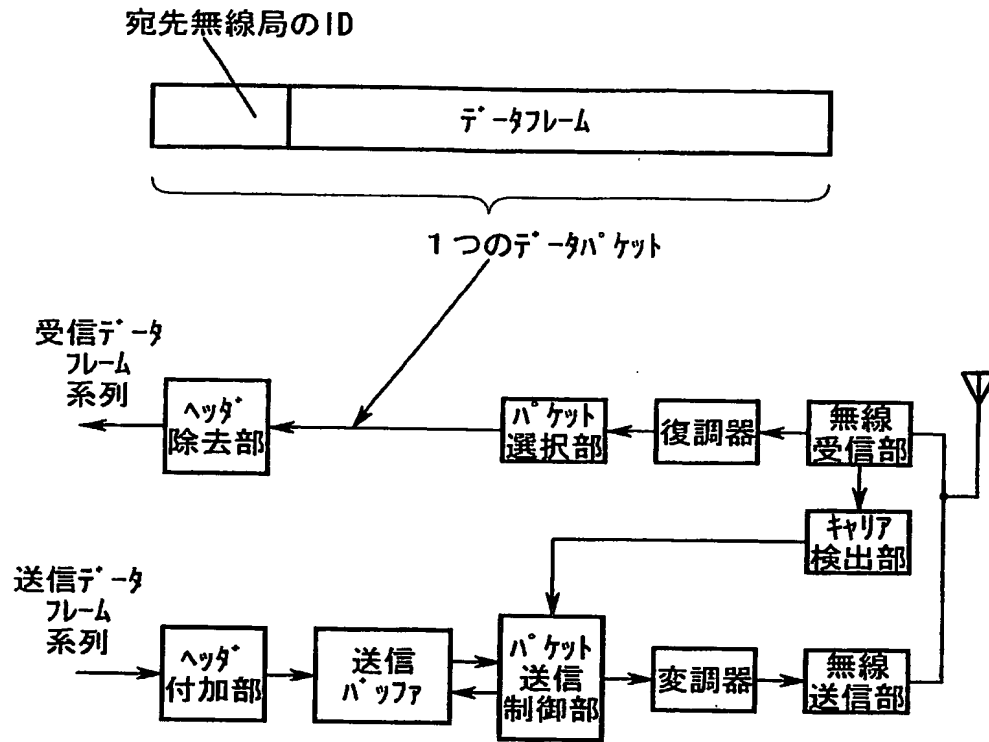 宛先無線局のID
データフレーム
1つのデータパケット
受信データ
フレーム
系列
ヘッダ
除去部
パケット
選択部
復調器
無線
受信部
キャリア
検出部
送信データ
フレーム
系列
ヘッダ
付加部
送信
バッファ
パケット
送信
制御部
変調器
無線
送信部